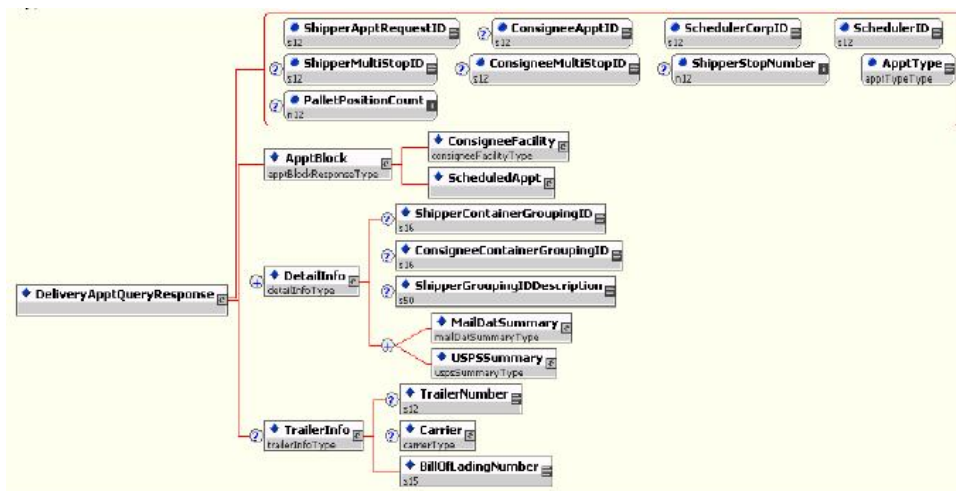 ShipperApptRequestID ConsigneeApptID SchedulerCorpID SchedulerID
s12 s12 s12 s12
ShipperMultiStopID ConsigneeMultiStopID ShipperStopNumber ApptType
s12 s12 n12 apptTypeType
PalletPositionCount
n12
ApptBlock
apptBlockResponseType
ConsigneeFacility
consigneeFacilityType
ScheduledAppt
DeliveryApptQueryResponse
DetailInfo
detailInfoType
ShipperContainerGroupingID
s16
ConsigneeContainerGroupingID
s16
ShipperGroupingIDDescription
s50
MailDatSummary
mailDatSummaryType
USPSSummary
uspsSummaryType
TrailerInfo
trailerInfoType
TrailerNumber
s12
Carrier
carrierType
BillOfLadingNumber
s15